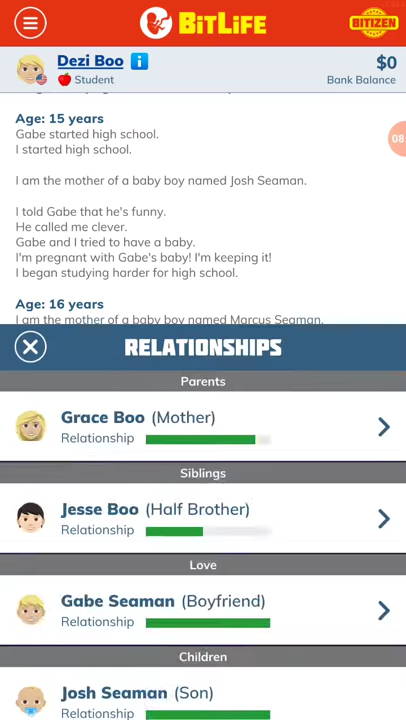 BitLife
BITIZEN
Dezi Boo i
Student
$0
Bank Balance
08
Age: 15 years
Gabe started high school.
I started high school.
I am the mother of a baby boy named Josh Seaman.
I told Gabe that he's funny.
He called me clever.
Gabe and I tried to have a baby.
I'm pregnant with Gabe's baby! I'm keeping it!
I began studying harder for high school.
Age: 16 years
I am the mother of a baby boy named Marcus Seaman.
RELATIONSHIPS
Parents
Grace Boo (Mother)
Relationship
Siblings
Jesse Boo (Half Brother)
Relationship
Love
Gabe Seaman (Boyfriend)
Relationship
Children
Josh Seaman (Son)
Relationship